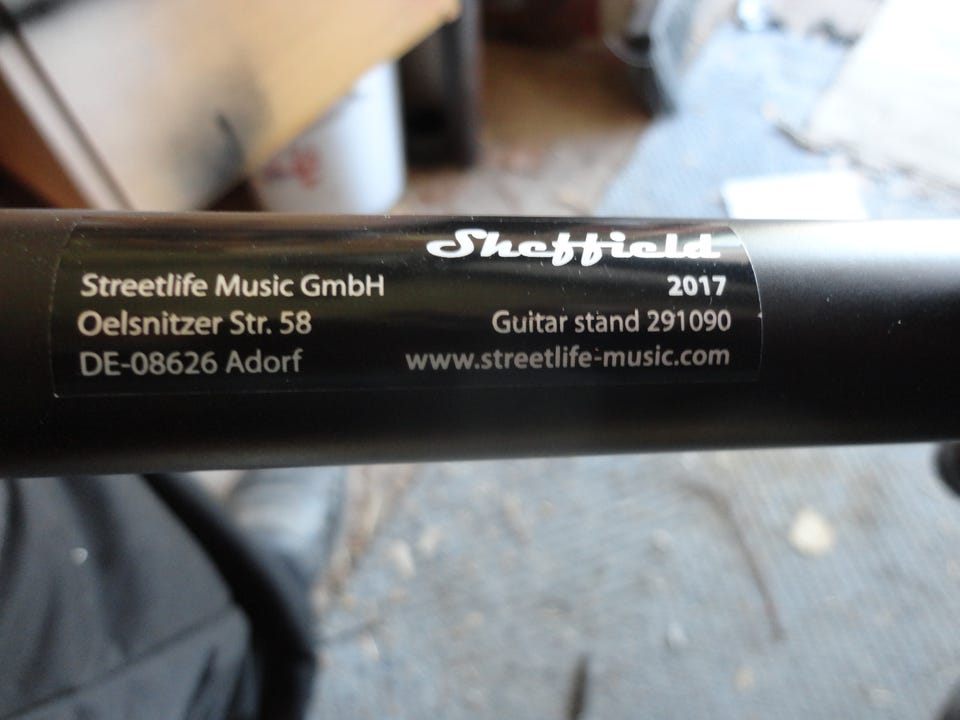 Sheffield
Streetlife Music GmbH
2017
Oelsnitzer Str. 58
Guitar stand 291090
DE-08626 Adorf
www.streetlife-music.com